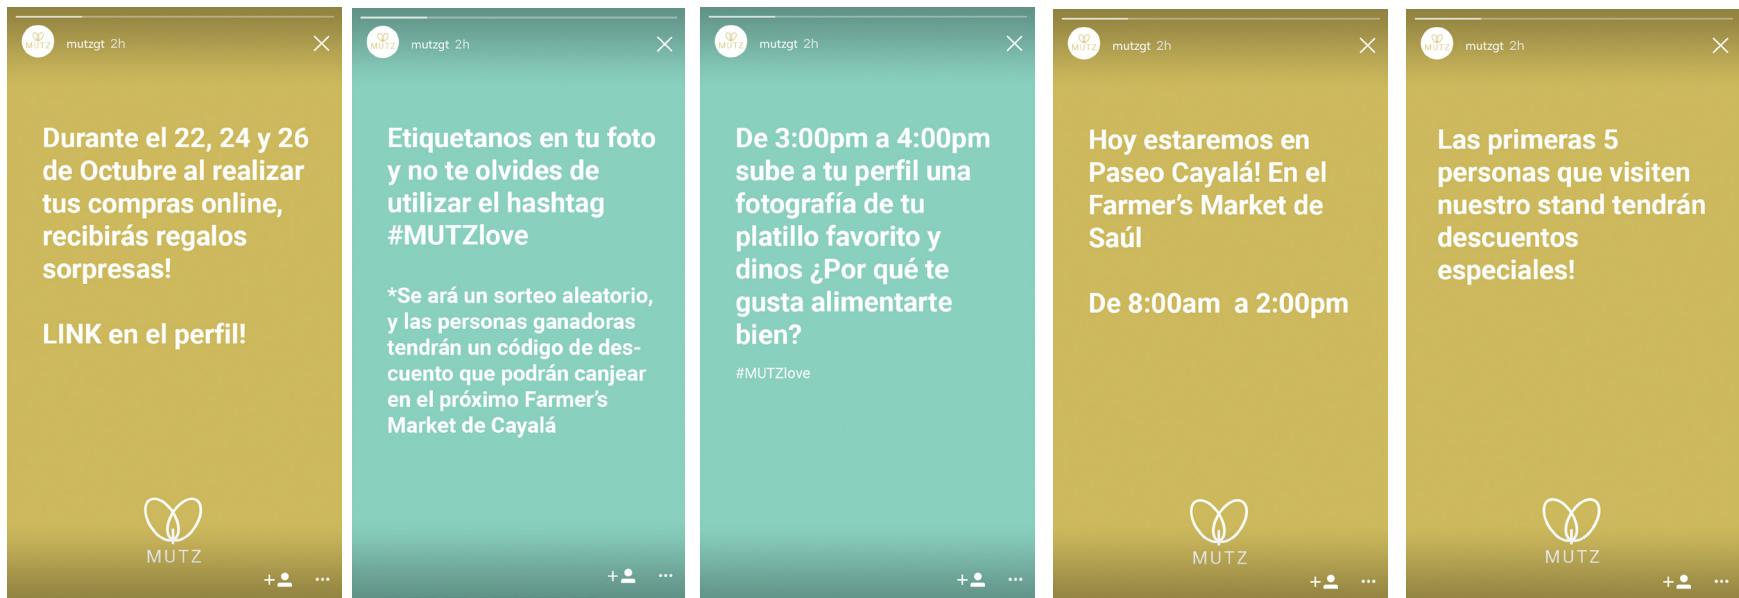 MUTZ
mutzgt 2h
Durante el 22, 24 y 26
de Octubre al realizar
tus compras online,
recibirás regalos
sorpresas!
LINK en el perfil!
MUTZ
MUTZ
mutzgt 2h
Etiquetanos en tu foto
y no te olvides de
utilizar el hashtag
#MUTZlove
*Se ará un sorteo aleatorio,
y las personas ganadoras
tendrán un código de des-
cuento que podrán canjear
en el próximo Farmer's
Market de Cayalá
MUTZ
mutzgt 2h
De 3:00pm a 4:00pm
sube a tu perfil una
fotografía de tu
platillo favorito y
dinos ¿Por qué te
gusta alimentarte
bien?
#MUTZlove
MUTZ
mutzgt 2h
Hoy estaremos en
Paseo Cayalá! En el
Farmer's Market de
Saúl
De 8:00am  a 2:00pm
MUTZ
MUTZ
mutzgt 2h
Las primeras 5
personas que visiten
nuestro stand tendrán
descuentos
especiales!
MUTZ